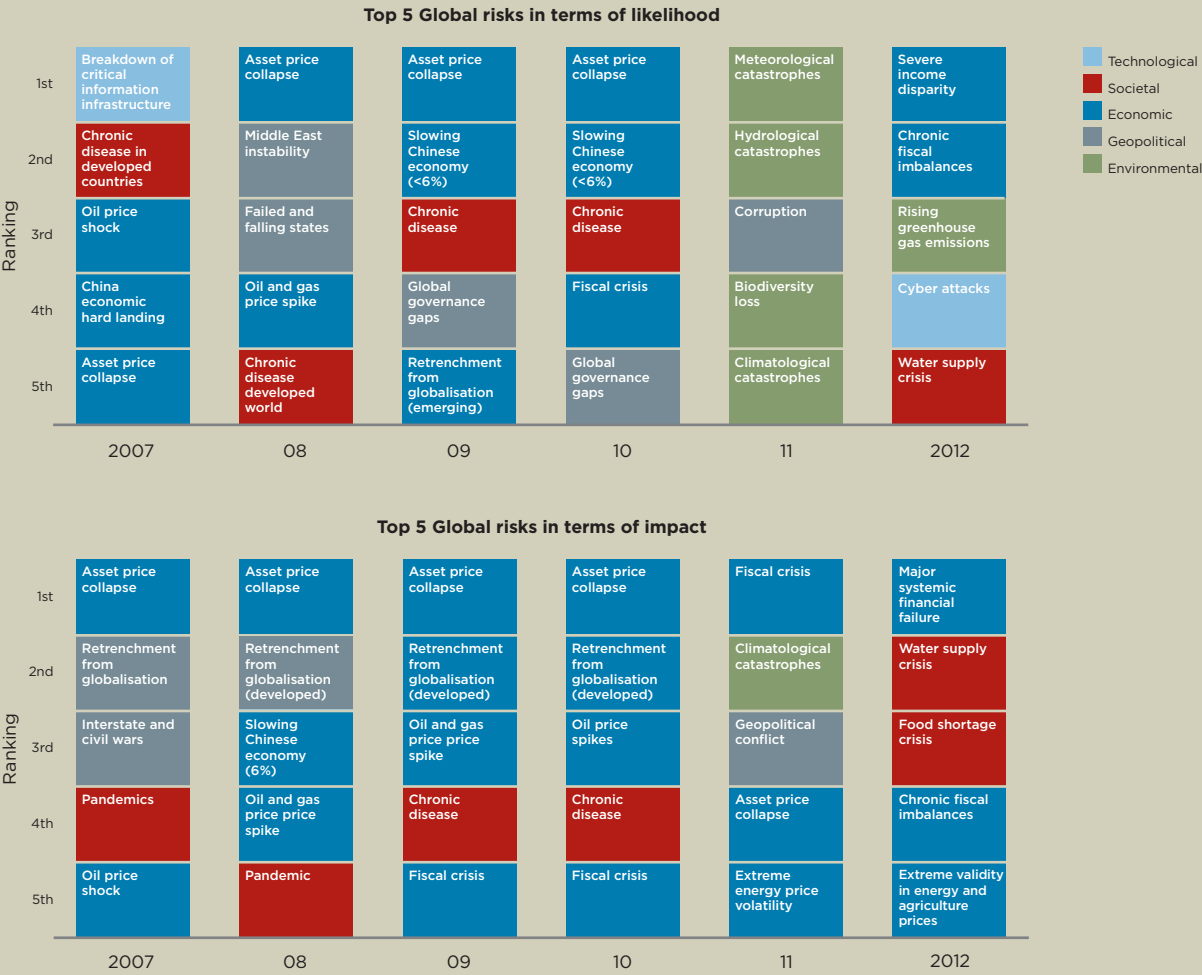 Top 5 Global risks in terms of likelihood
Ranking
1st
Breakdown of
critical
information
infrastructure
Asset price
collapse
Asset price
collapse
Asset price
collapse
Meteorological
catastrophes
Severe
income
disparity
2nd
Chronic
disease in
developed
countries
Middle East
instability
Slowing
Chinese
economy
(<6%)
Slowing
Chinese
economy
(<6%)
Hydrological
catastrophes
Chronic
fiscal
imbalances
3rd
Oil price
shock
Failed and
falling states
Chronic
disease
Chronic
disease
Corruption
Rising
greenhouse
gas emissions
4th
China
economic
hard landing
Oil and gas
price spike
Global
governance
gaps
Fiscal crisis
Biodiversity
loss
Cyber attacks
5th
Asset price
collapse
Chronic
disease
developed
world
Retrenchment
from
globalisation
(emerging)
Global
governance
gaps
Climatological
catastrophes
Water supply
crisis
2007
08
09
10
11
2012
Technological
Societal
Economic
Geopolitical
Environmental
Top 5 Global risks in terms of impact
Ranking
1st
Asset price
collapse
Asset price
collapse
Asset price
collapse
Asset price
collapse
Fiscal crisis
Major
systemic
financial
failure
2nd
Retrenchment
from
globalisation
Retrenchment
from
globalisation
(developed)
Retrenchment
from
globalisation
(developed)
Retrenchment
from
globalisation
(developed)
Climatological
catastrophes
Water supply
crisis
3rd
Interstate and
civil wars
Slowing
Chinese
economy
(6%)
Oil and gas
price price
spike
Oil price
spikes
Geopolitical
conflict
Food shortage
crisis
4th
Pandemics
Oil and gas
price price
spike
Chronic
disease
Chronic
disease
Asset price
collapse
Chronic fiscal
imbalances
5th
Oil price
shock
Pandemic
Fiscal crisis
Fiscal crisis
Extreme
energy price
volatility
Extreme validity
in energy and
agriculture
prices
2007
08
09
10
11
2012